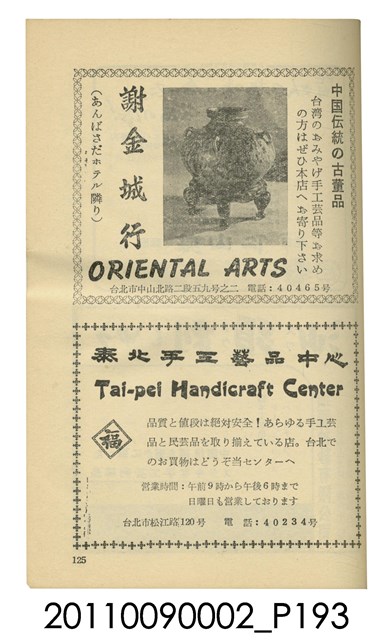 中国伝統の古董品
台湾のおみやげ手工芸品等お求め
の方はぜひ本店へお寄り下さい
謝金城行
(あんばさだホテル隣り)
ORIENTAL ARTS
台北市中山北路二段五九号之二 電話:40465号
泰北手工藝品中心
Tai-pei Handicraft Center
福
品質と値段は絶対安全!あらゆる手工芸
品と民芸品を取り揃えている店。台北で
のお買物はどうぞ当センターへ
営業時間:午前9時から午後6時まで
日曜日も営業しております
台北市松江路120号 電話:40234号
125
20110090002_P193